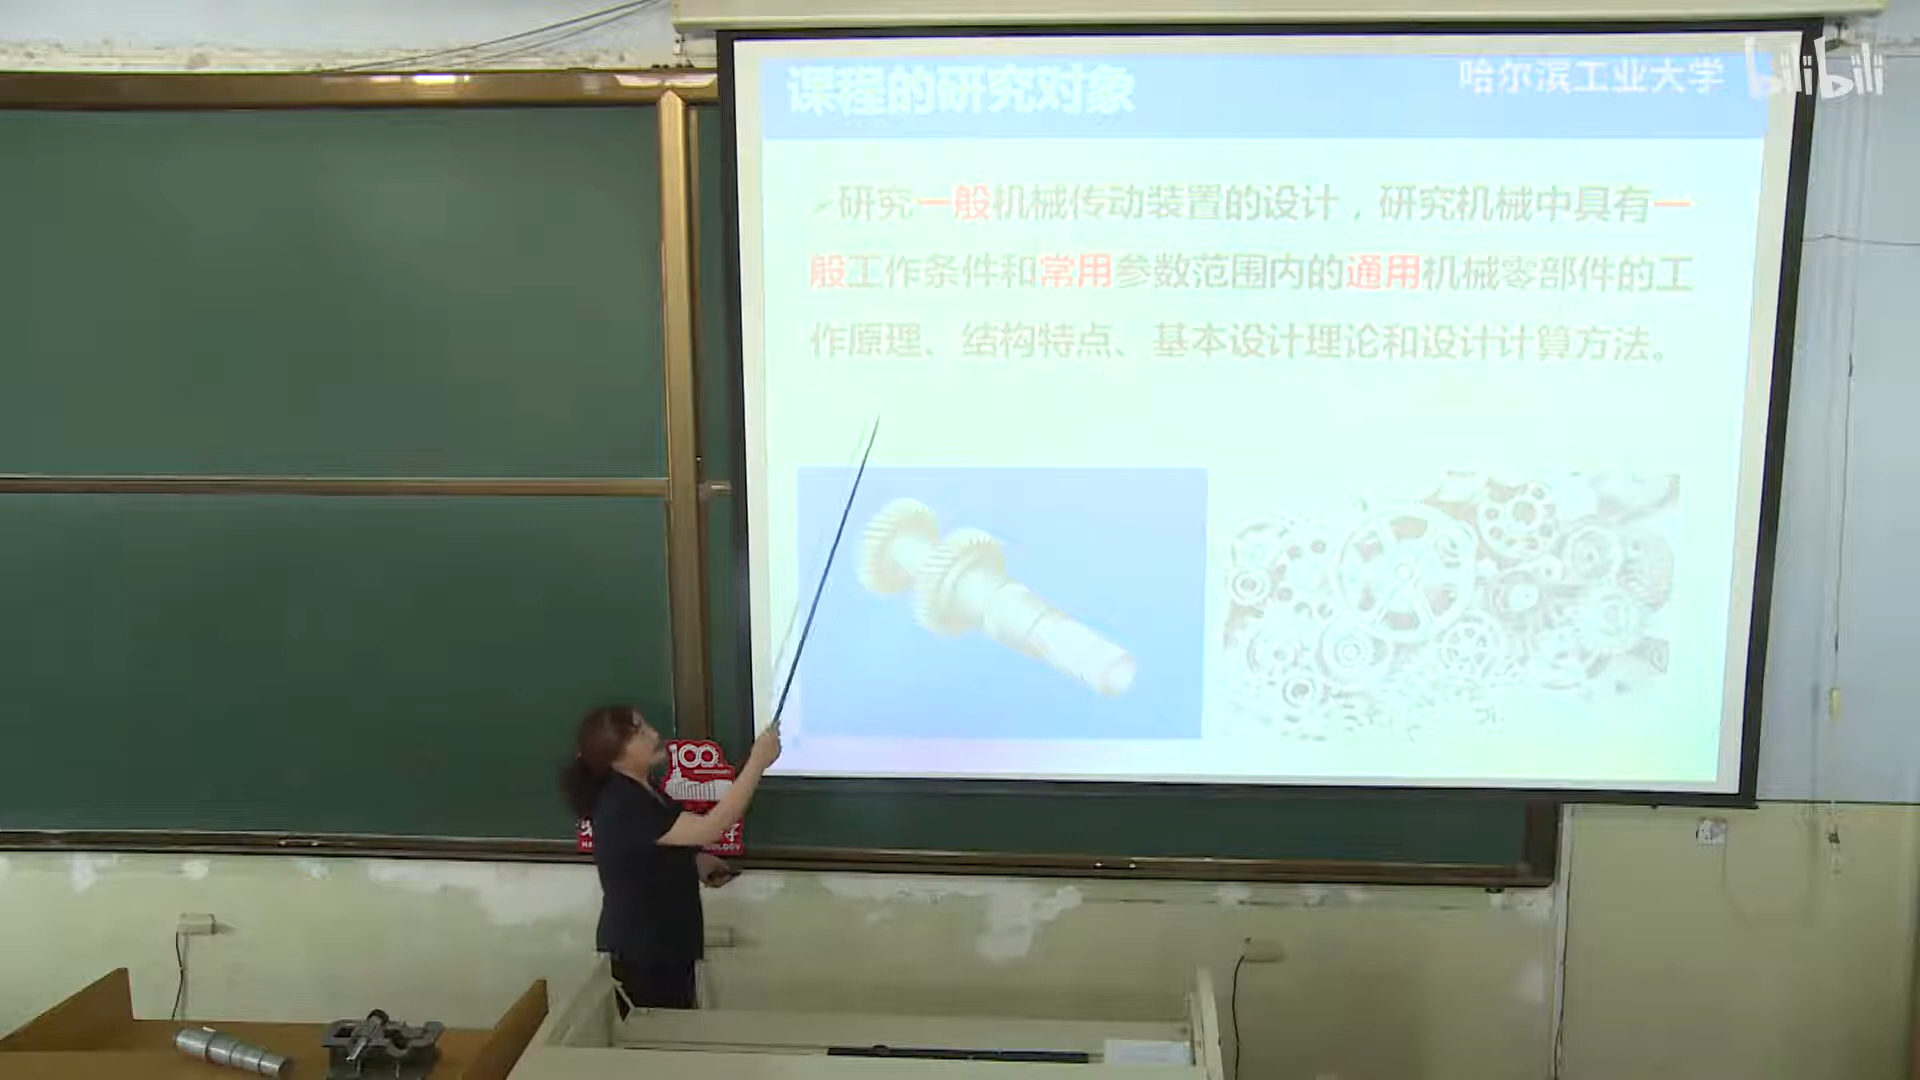 课程的研究对象
哈尔滨工业大学
bilibili
研究一般机械传动装置的设计，研究机械中具有一
般工作条件和常用参数范围内的通用机械零部件的工
作原理、结构特点、基本设计理论和设计计算方法。
100